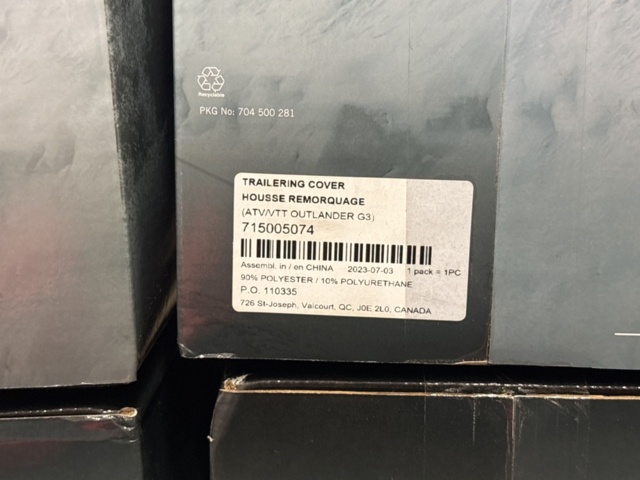 Recyclable
PKG No: 704 500 281
TRAILERING COVER
HOUSSE REMORQUAGE
(ATV/VTT OUTLANDER G3)
715005074
Assembl. in / en CHINA 2023-07-03 1 pack = 1PC
90% POLYESTER / 10% POLYURETHANE
P.O. 110335
726 St-Joseph, Valcourt, QC, J0E 2L0, CANADA